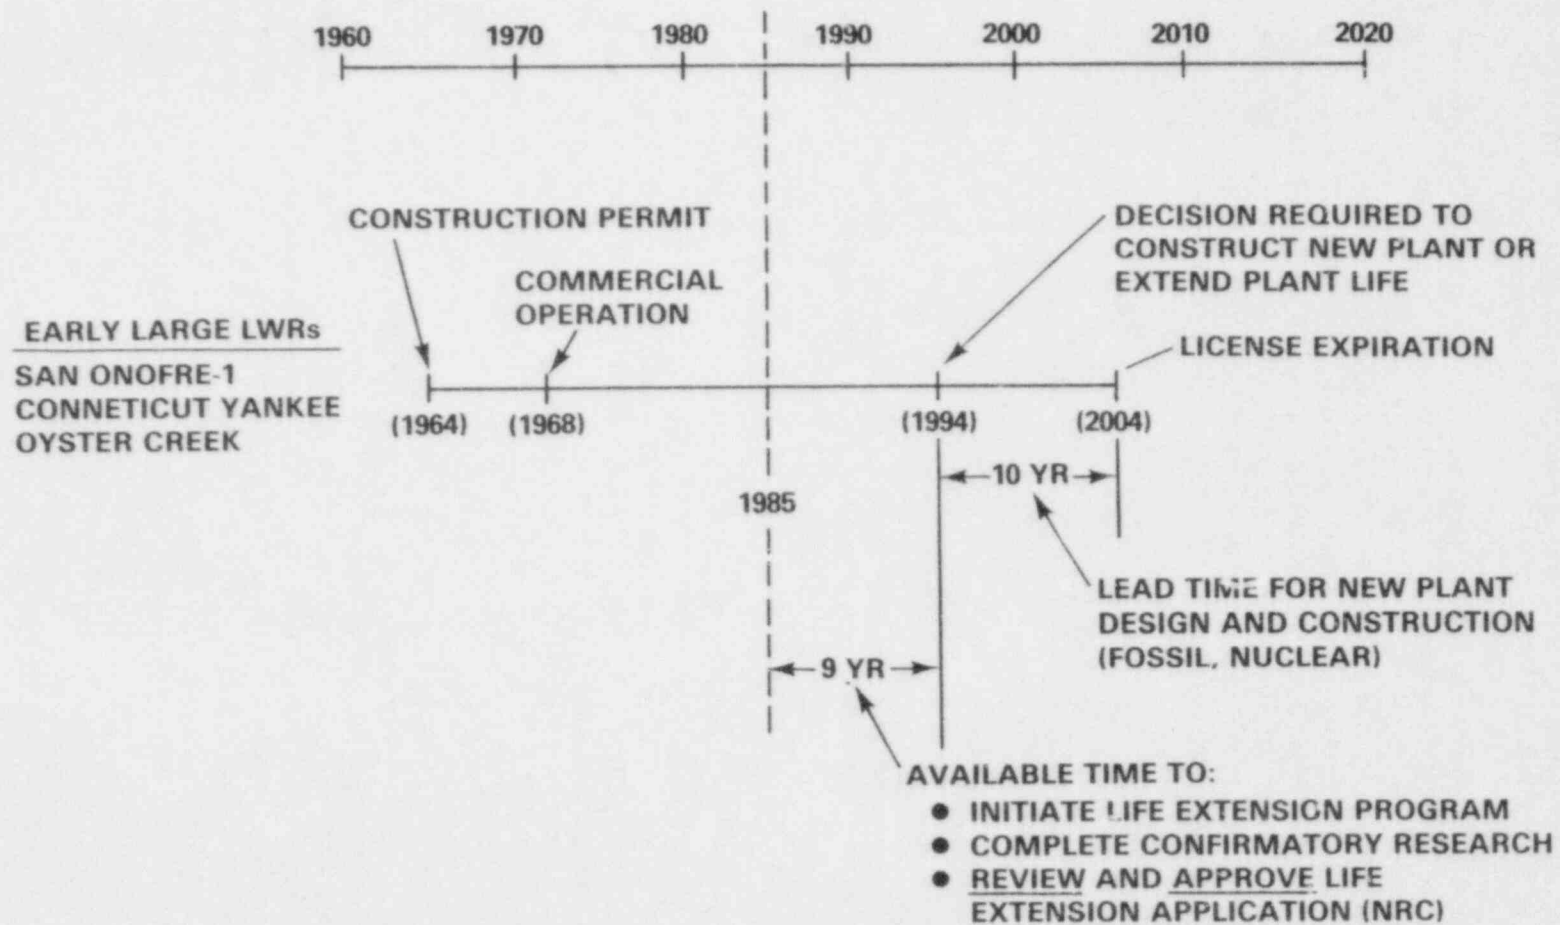 1960 1970 1980 1990 2000 2010 2020
CONSTRUCTION PERMIT
COMMERCIAL
OPERATION
DECISION REQUIRED TO
CONSTRUCT NEW PLANT OR
EXTEND PLANT LIFE
LICENSE EXPIRATION
EARLY LARGE LWRs
SAN ONOFRE-1
CONNETICUT YANKEE
OYSTER CREEK
(1964) (1968) (1994) (2004)
10 YR
1985
LEAD TIME FOR NEW PLANT
DESIGN AND CONSTRUCTION
(FOSSIL, NUCLEAR)
9 YR
AVAILABLE TIME TO:
● INITIATE LIFE EXTENSION PROGRAM
● COMPLETE CONFIRMATORY RESEARCH
● REVIEW AND APPROVE LIFE
EXTENSION APPLICATION (NRC)